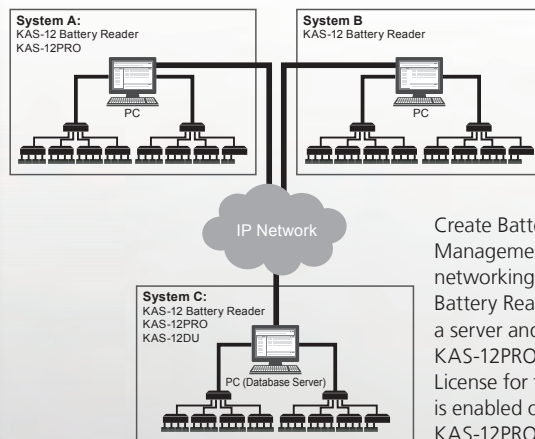 System A:
KAS-12 Battery Reader
KAS-12PRO
PC
System B
KAS-12 Battery Reader
PC
IP Network
System C:
KAS-12 Battery Reader
KAS-12PRO
KAS-12DU
PC (Database Server)
Create Batte
Managemen
networking
Battery Rea
a server and
KAS-12PRO
License for t
is enabled o
KAS-12PRO